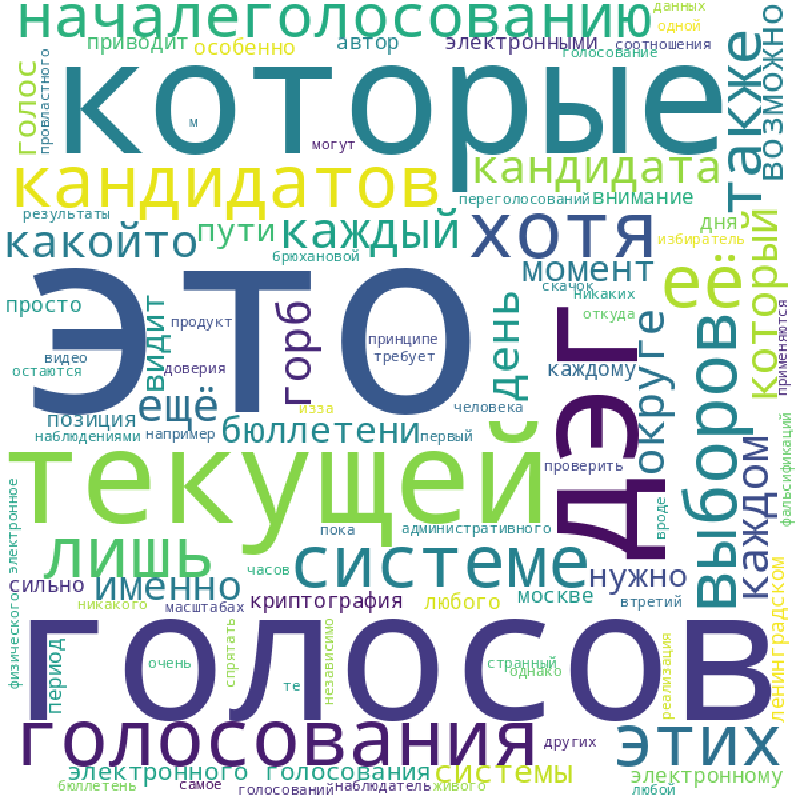 началеголосованию
данных
одной
приводит
особенно
автор
электронными
соотношения
голосование
голос
провластного
которые
м
могут
также
возможно
кандидатов
кандидата
переголосований
внимание
результаты
какойто
пути
каждый
брюхановой
хотя
дня
избиратель
который
момент
скачок
никаких
откуда
её
просто
видит
продукт
горб
принципе
требует
день
округе
выборов
применяются
это
видео
остаются
доверия
изза
каждому
ДЭГ
позиция
ещё
человека
наблюдениями
например
бюллетени
первый
текущей
проверить
вроде
каждом
фальсификаций
электронное
пока
административного
лишь
часов
системе
нужно
физического
сильно
именно
никакого
масштабах
криптография
любого
москве
втретий
ленинградском
голосов
период
очень
спрятать
те
независимо
странный
однако
реализация
голосования
других
этих
электронного голосования
системы
электронному
бюллетень
самое
голосований
наблюдатель
живого
любой